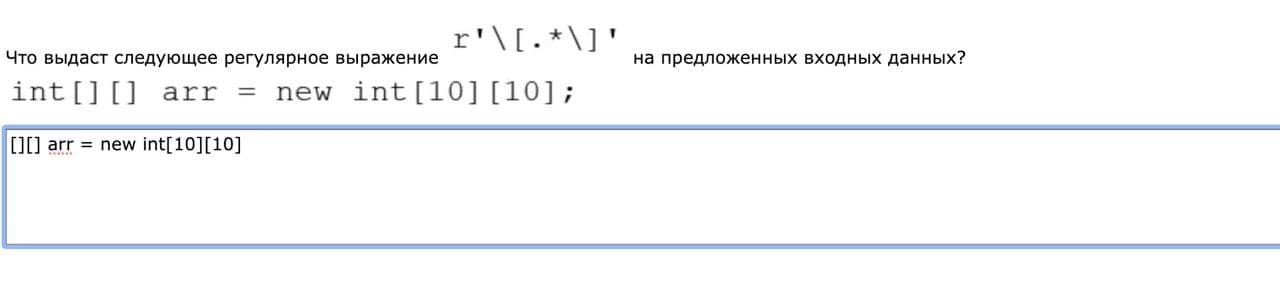 Что выдаст следующее регулярное выражение r'\[.*\]' на предложенных входных данных?
int[][] arr = new int[10][10];
[][] arr = new int[10][10]